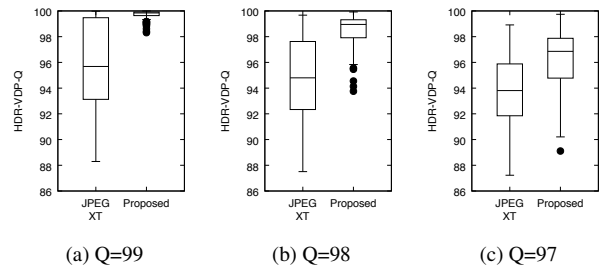 HDR-VDP-Q
100
98
96
94
92
90
88
86
JPEG
XT
Proposed
(a) Q=99
HDR-VDP-Q
100
98
96
94
92
90
88
86
JPEG
XT
Proposed
(b) Q=98
HDR-VDP-Q
100
98
96
94
92
90
88
86
JPEG
XT
Proposed
(c) Q=97